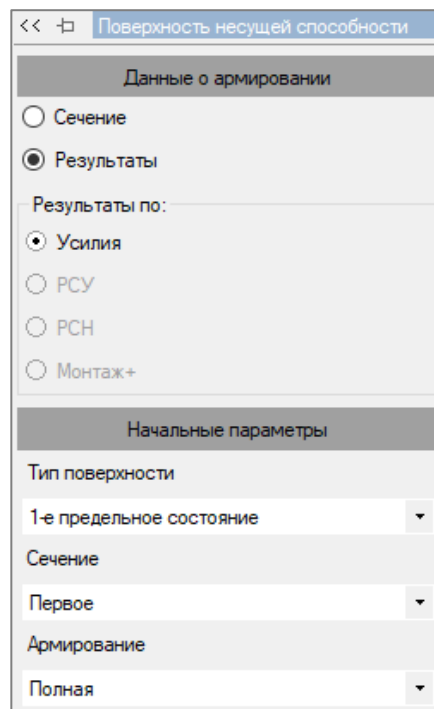 << Поверхность несущей способности
Данные о армировании
Сечение
Результаты
Результаты по:
Усилия
РСУ
РСН
Монтаж+
Начальные параметры
Тип поверхности
1-е предельное состояние
Сечение
Первое
Армирование
Полная